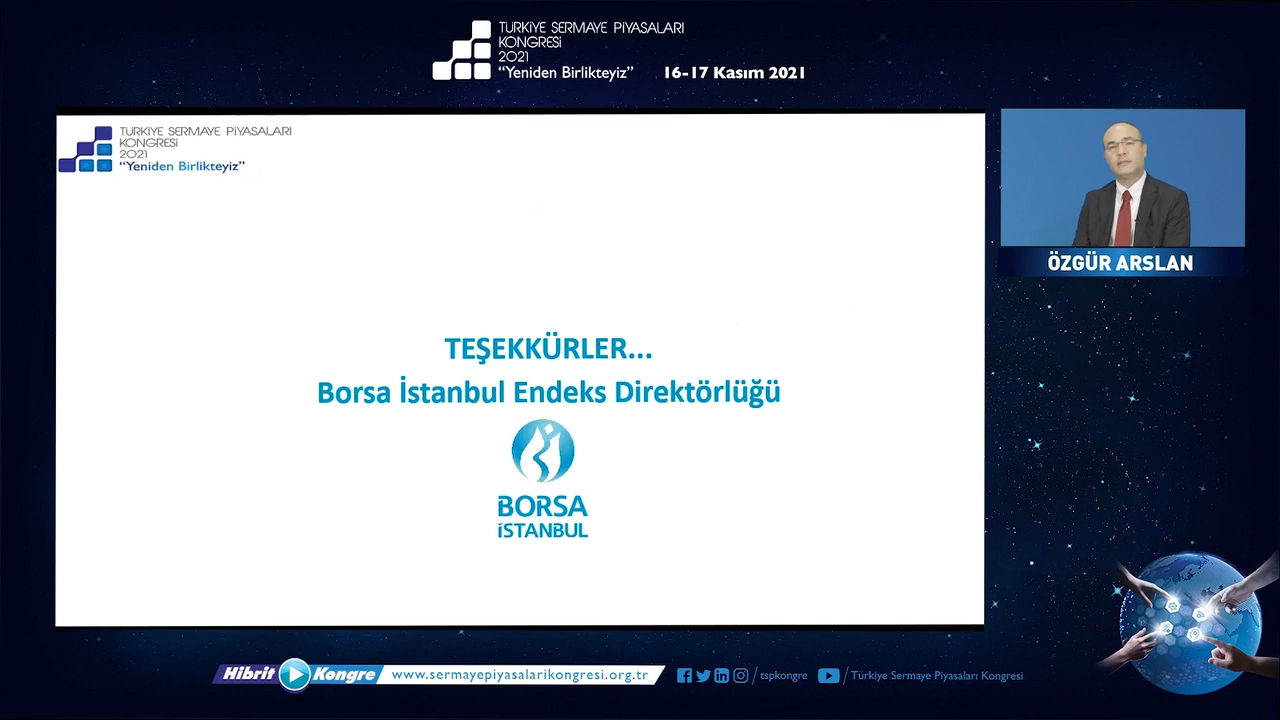 TÜRKİYE SERMAYE PİYASALARI
KONGRESİ
2021
“Yeniden Birlikteyiz”
16-17 Kasım 2021
TÜRKİYE SERMAYE PİYASALARI
KONGRESİ
2021
“Yeniden Birlikteyiz”
ÖZGÜR ARSLAN
TEŞEKKÜRLER...
Borsa İstanbul Endeks Direktörlüğü
BORSA
İSTANBUL
Hibrit Kongre
www.sermayepiyasalarikongresi.org.tr
/ tspkongre
/ Türkiye Sermaye Piyasaları Kongresi